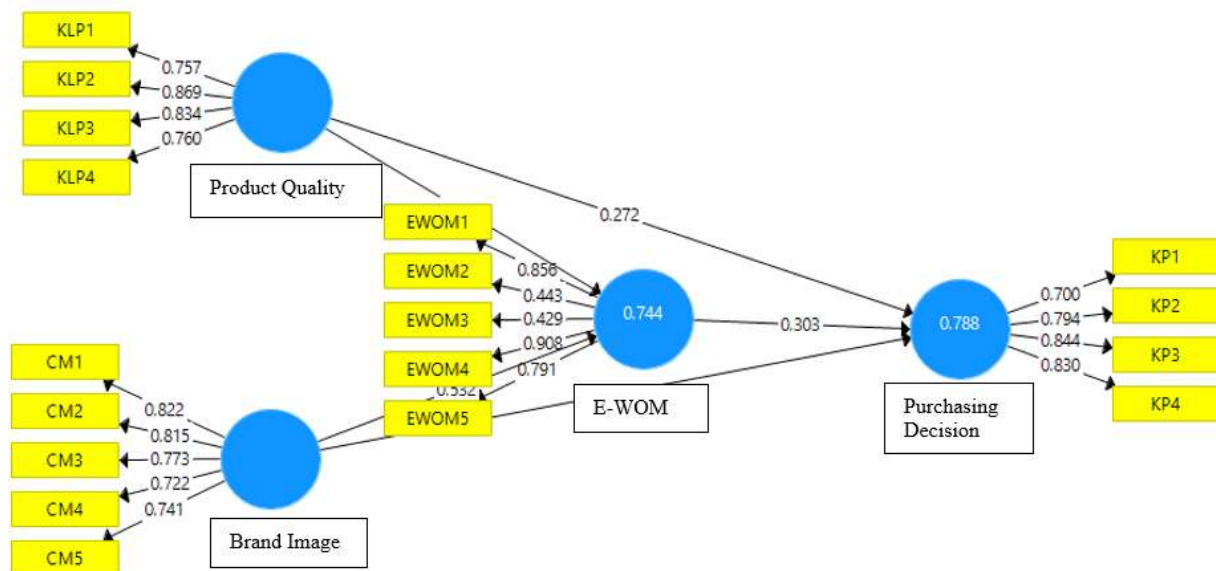 KLP1
KLP2
KLP3
KLP4
0.757
0.869
0.834
0.760
Product Quality
0.272
EWOM1
EWOM2
EWOM3
EWOM4
EWOM5
0.856
0.443
0.429
0.908
0.791
0.532
0.744
E-WOM
0.303
0.788
Purchasing
Decision
0.700
0.794
0.844
0.830
KP1
KP2
KP3
KP4
CM1
CM2
CM3
CM4
CM5
0.822
0.815
0.773
0.722
0.741
Brand Image